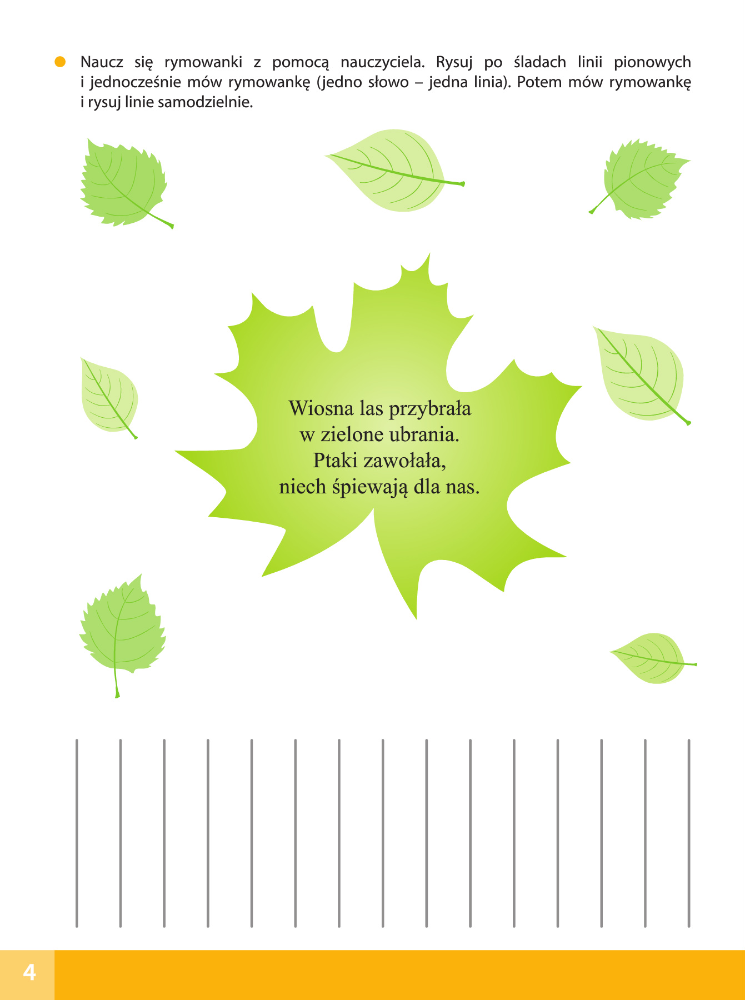 Naucz się rymowanki z pomocą nauczyciela. Rysuj po śladach linii pionowych
i jednocześnie mów rymowankę (jedno słowo – jedna linia). Potem mów rymowankę
i rysuj linie samodzielnie.
Wiosna las przybrała
w zielone ubrania.
Ptaki zawołała,
niech śpiewają dla nas.
4